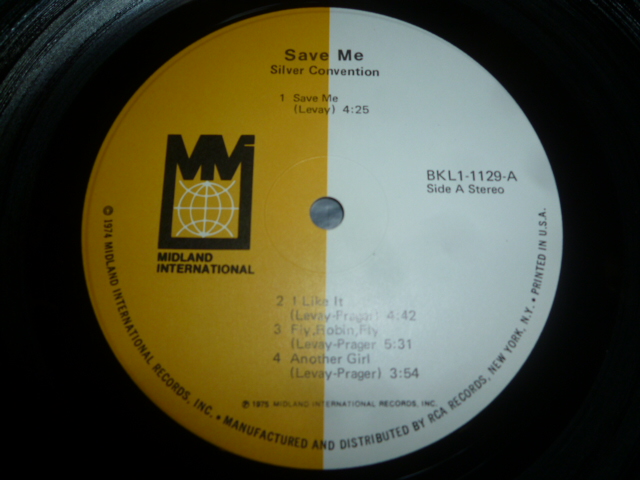 Save Me
Silver Convention
1 Save Me
(Levay) 4:25
MVi
MIDLAND
INTERNATIONAL
BKL1-1129-A
Side A Stereo
2 I Like It
(Levay-Prager) 4:42
3 Fly,Robin,Fly
(Levay-Prager 5:31
4 Another Girl
(Levay-Prager) 3:54
℗ 1975 MIDLAND INTERNATIONAL RECORDS, INC.
© 1974 MIDLAND INTERNATIONAL RECORDS, INC. • MANUFACTURED AND DISTRIBUTED BY RCA RECORDS, NEW YORK, N.Y. • PRINTED IN U.S.A.